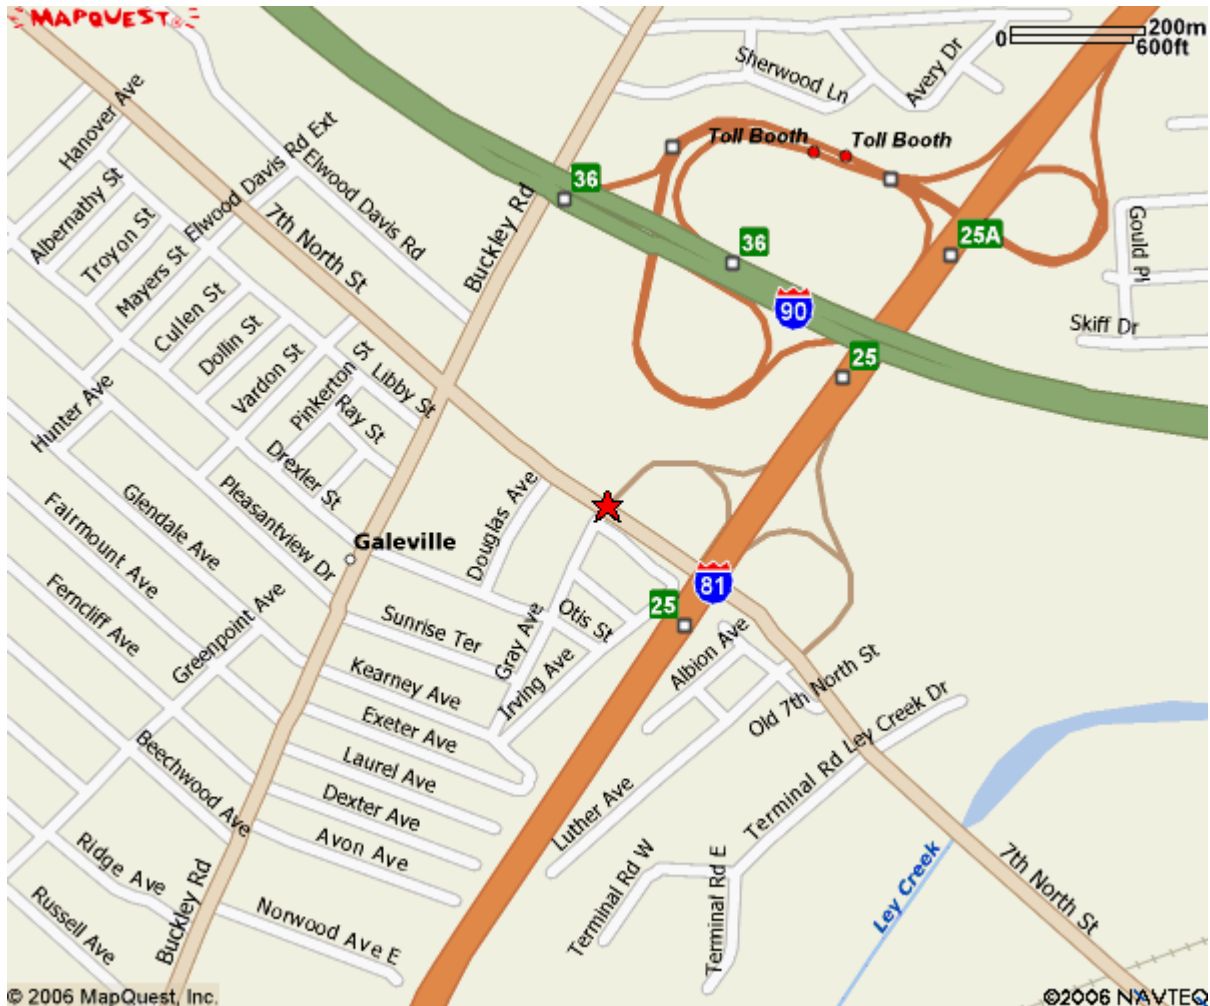 MAPQUEST
200m
0
600ft
Sherwood Ln
Avery Dr
Hanover Ave
Toll Booth
Toll Booth
Elwood Davis Rd Ext
Elwood Davis Rd
36
Albernathy St
Troyon St
Buckley Rd
7th North St
25A
Gould Pl
36
Mayers St
Cullen St
90
Skiff Dr
Dollin St
Vardon St
Pinkerton St
Libby St
25
Hunter Ave
Ray St
Drexler St
Glendale Ave
Pleasantview Dr
Fairmount Ave
Douglas Ave
Galeville
Ferncliff Ave
81
25
Greenpoint Ave
Sunrise Ter
Gray Ave
Otis St
Albion Ave
Kearney Ave
Irving Ave
Old 7th North St
Exeter Ave
Ley Creek Dr
Beechwood Ave
Laurel Ave
Terminal Rd
Dexter Ave
Luther Ave
Avon Ave
Ridge Ave
Terminal Rd W
Terminal Rd E
Ley Creek
7th North St
Buckley Rd
Russell Ave
Norwood Ave E
© 2006 MapQuest, Inc.
©2006 NAVTEQ